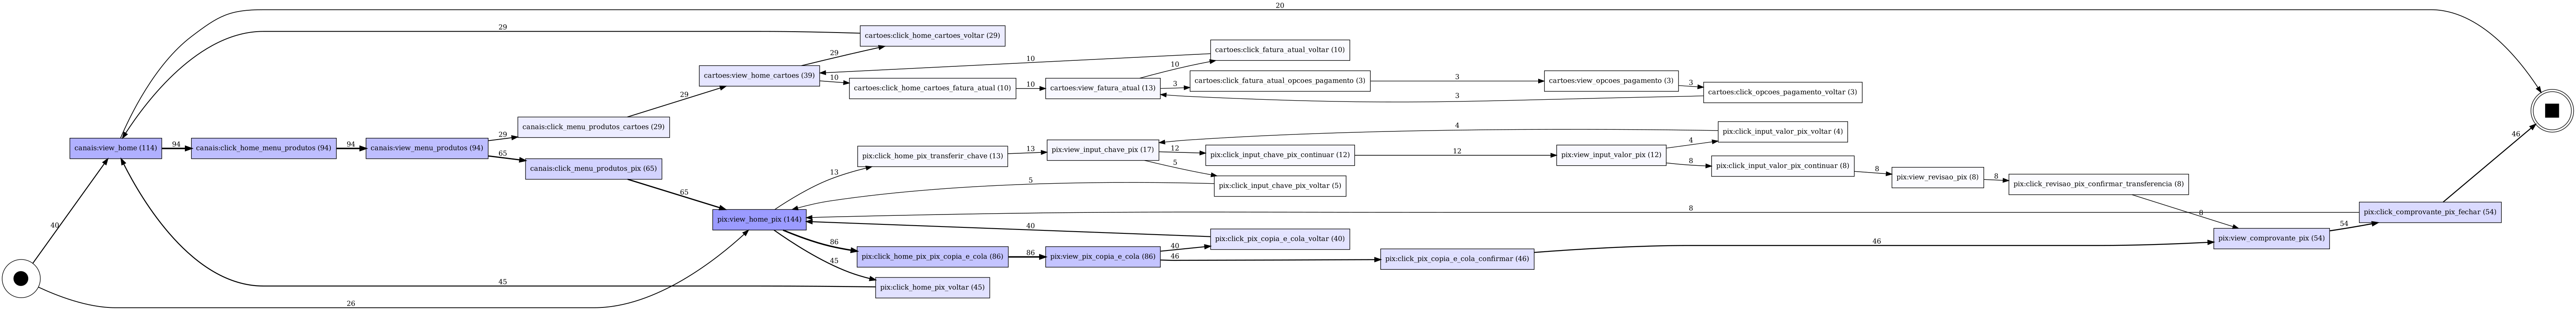 20
29
cartoes:click_home_cartoes_voltar (29)
29
cartoes:click_fatura_atual_voltar (10)
10
10
cartoes:view_home_cartoes (39)
10
cartoes:click_home_cartoes_fatura_atual (10)
10
cartoes:view_fatura_atual (13)
3
cartoes:click_fatura_atual_opcoes_pagamento (3)
3
cartoes:view_opcoes_pagamento (3)
3
cartoes:click_opcoes_pagamento_voltar (3)
3
29
canais:click_menu_produtos_cartoes (29)
29
canais:view_home (114)
94
canais:click_home_menu_produtos (94)
94
canais:view_menu_produtos (94)
65
canais:click_menu_produtos_pix (65)
65
4
pix:click_input_valor_pix_voltar (4)
4
pix:click_home_pix_transferir_chave (13)
13
13
pix:view_input_chave_pix (17)
12
pix:click_input_chave_pix_continuar (12)
12
pix:view_input_valor_pix (12)
8
pix:click_input_valor_pix_continuar (8)
8
pix:view_revisao_pix (8)
8
pix:click_revisao_pix_confirmar_transferencia (8)
8
5
pix:click_input_chave_pix_voltar (5)
5
46
pix:view_home_pix (144)
8
pix:click_comprovante_pix_fechar (54)
40
40
pix:click_pix_copia_e_cola_voltar (40)
40
86
pix:click_home_pix_pix_copia_e_cola (86)
86
pix:view_pix_copia_e_cola (86)
46
pix:click_pix_copia_e_cola_confirmar (46)
46
pix:view_comprovante_pix (54)
54
45
pix:click_home_pix_voltar (45)
45
26